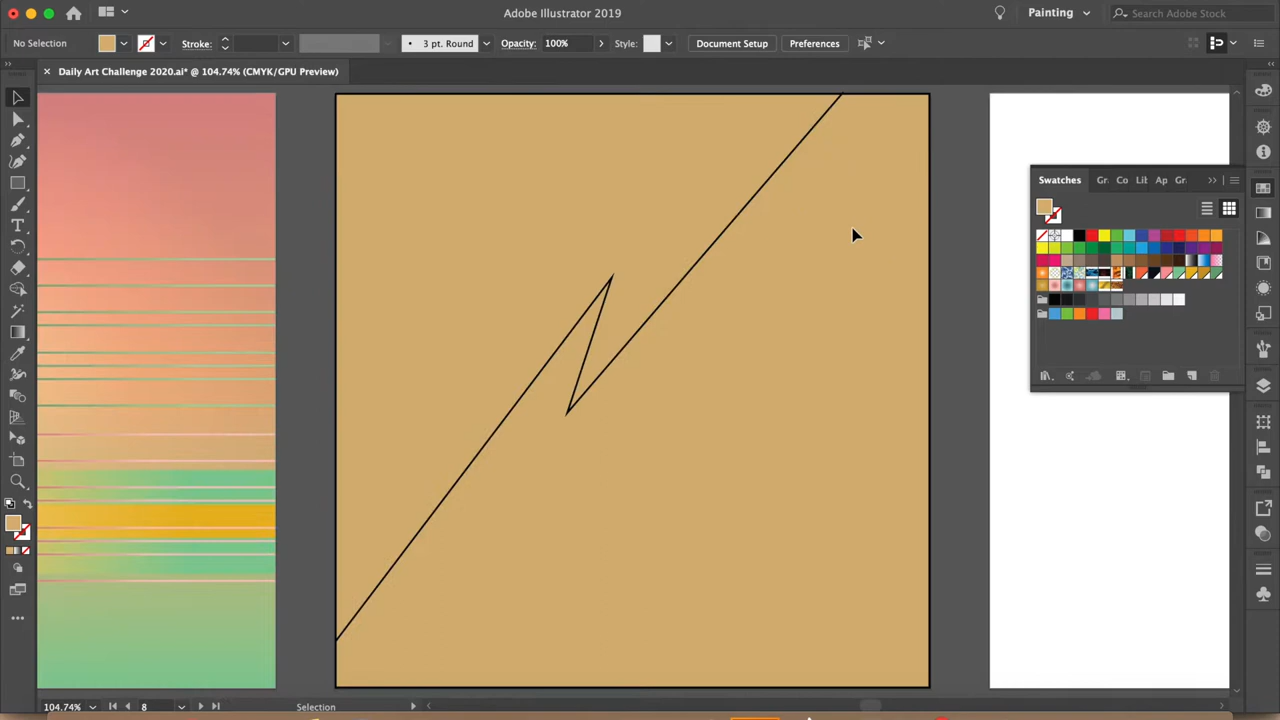 Adobe Illustrator 2019
Painting
Search Adobe Stock
No Selection
Stroke:
3 pt. Round
Opacity:
100%
Style:
Document Setup
Preferences
Daily Art Challenge 2020.ai* @ 104.74% (CMYK/GPU Preview)
Swatches
Gr
Co
Lib
Ap
Gr
104.74%
8
Selection